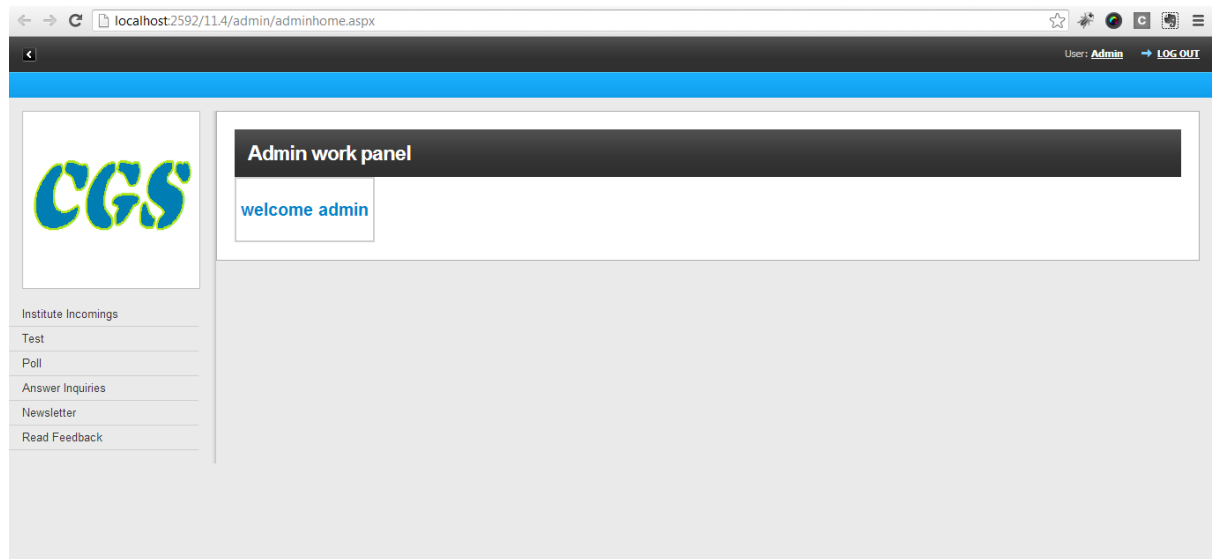 localhost:2592/11.4/admin/adminhome.aspx
User: Admin LOG OUT
CGS
Admin work panel
welcome admin
Institute Incomings
Test
Poll
Answer Inquiries
Newsletter
Read Feedback